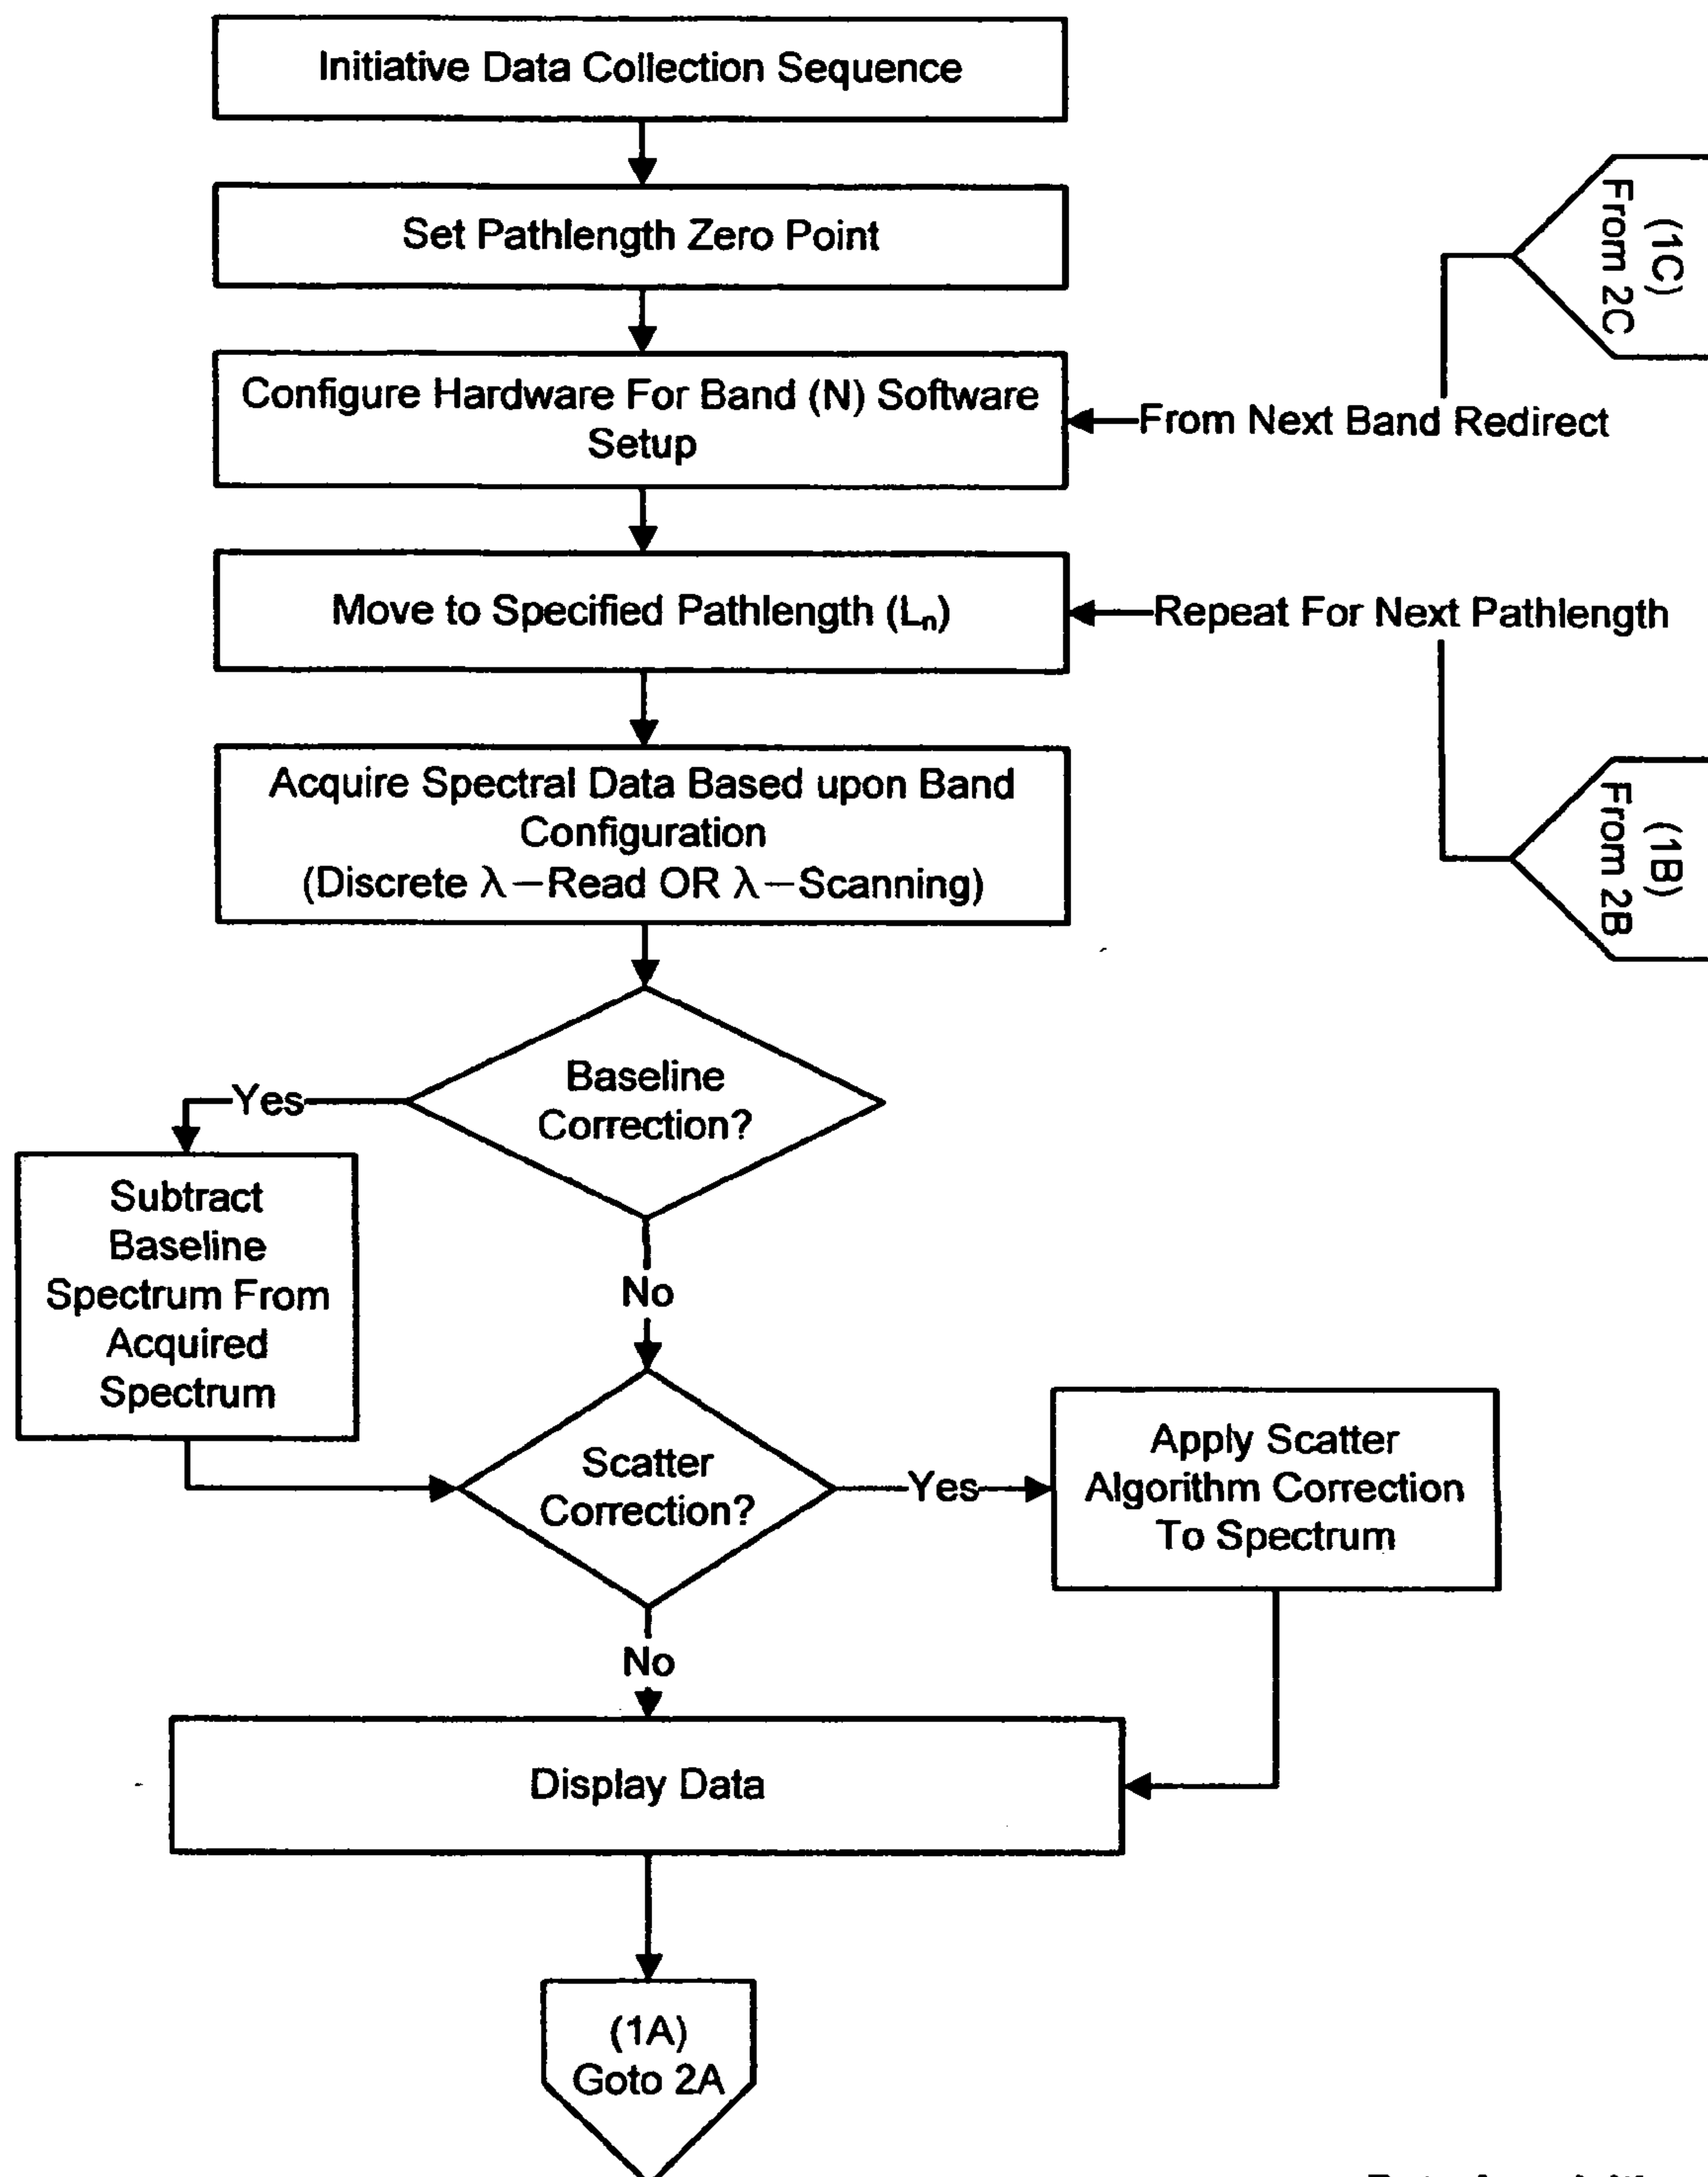 Initiative Data Collection Sequence
Set Pathlength Zero Point
(1C)
From 2C
Configure Hardware For Band (N) Software
Setup
From Next Band Redirect
Move to Specified Pathlength (Lₙ)
Repeat For Next Pathlength
Acquire Spectral Data Based upon Band
Configuration
(Discrete λ–Read OR λ–Scanning)
(1B)
From 2B
Baseline
Correction?
Yes
Subtract
Baseline
Spectrum From
Acquired
Spectrum
No
Scatter
Correction?
Yes
Apply Scatter
Algorithm Correction
To Spectrum
No
Display Data
(1A)
Goto 2A